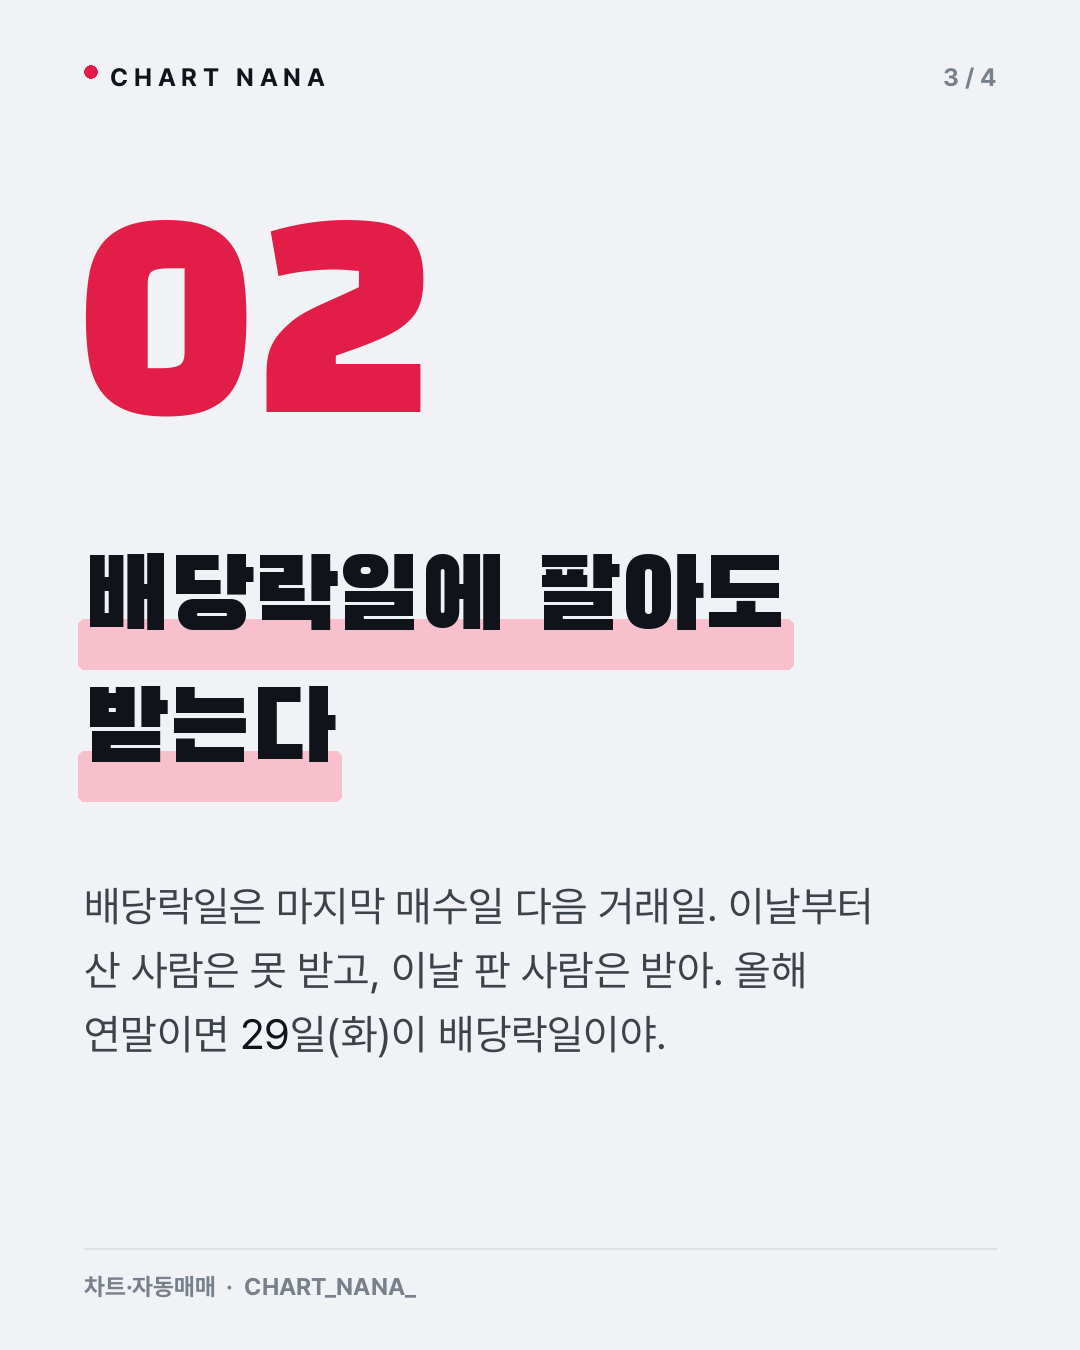 CHART NANA
3 / 4
02
배당락일에 팔아도
받는다
배당락일은 마지막 매수일 다음 거래일. 이날부터
산 사람은 못 받고, 이날 판 사람은 받아. 올해
연말이면 29일(화)이 배당락일이야.
차트·자동매매 · CHART_NANA_